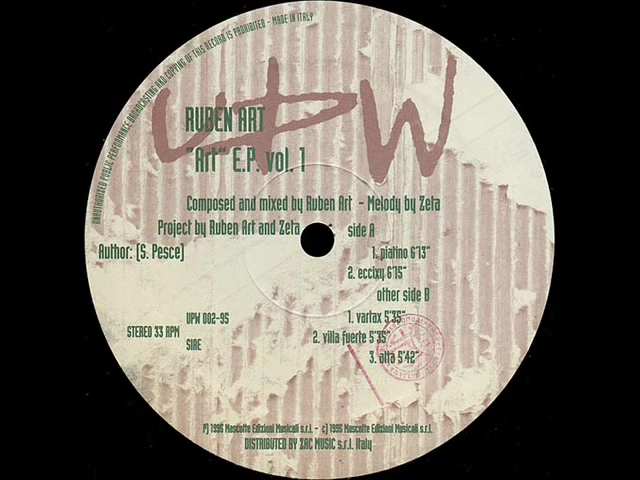 UNAUTHORIZED PUBLIC PERFORMANCE BROADCASTING AND COPYING OF THIS RECORD IS PROHIBITED - MADE IN ITALY
UPW
RUBEN ART
"Art" E.P. vol. 1
Composed and mixed by Ruben Art - Melody by Zeta
Project by Ruben Art and Zeta
side A
Author: (S. Pesce)
1. piatino 6'13"
2. eccixy 6'15"
other side B
UPW 002-95
1. vartax 5'35"
STEREO 33 RPM
2. villa fuerte 5'35"
SIAE
3. alta 5'42"
P) 1995 Mascotte Edizioni Musicali s.r.l. - c) 1995 Mascotte Edizioni Musicali s.r.l.
DISTRIBUTED BY XAC MUSIC s.r.l. Italy